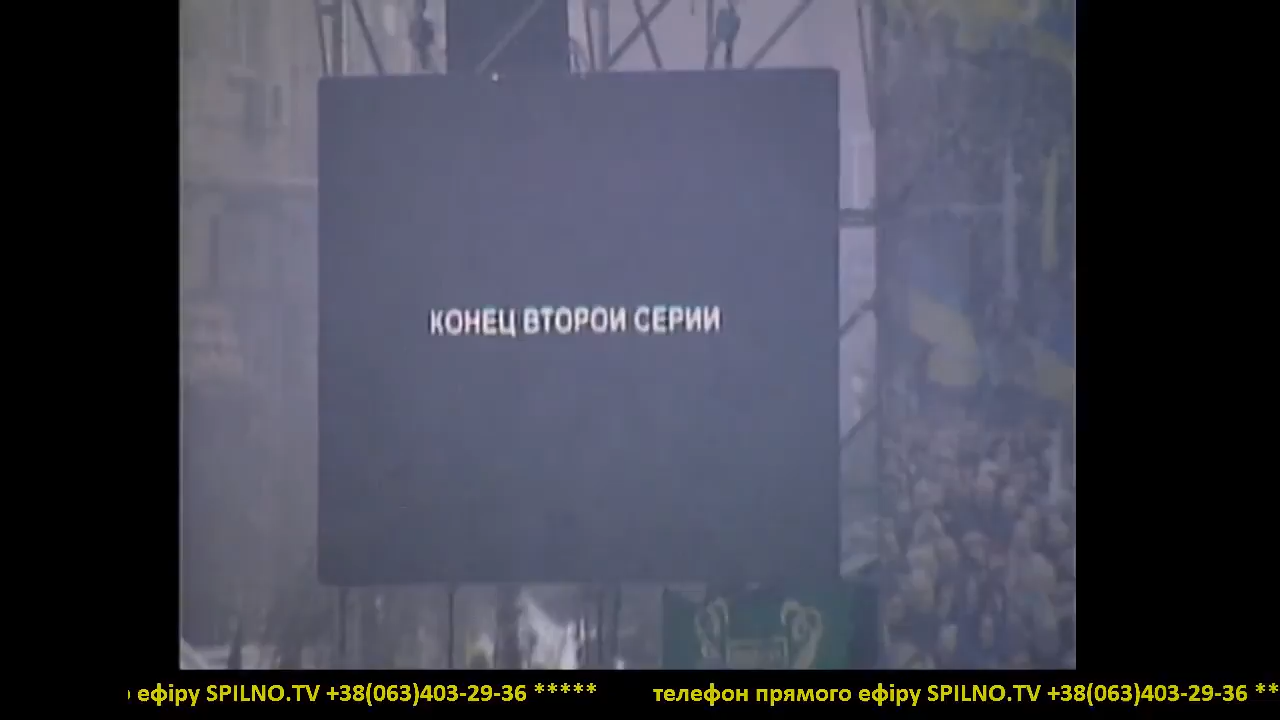 КОНЕЦ ВТОРОЙ СЕРИИ
ефіру SPILNO.TV +38(063)403-29-36 ***** телефон прямого ефіру SPILNO.TV +38(063)403-29-36 **